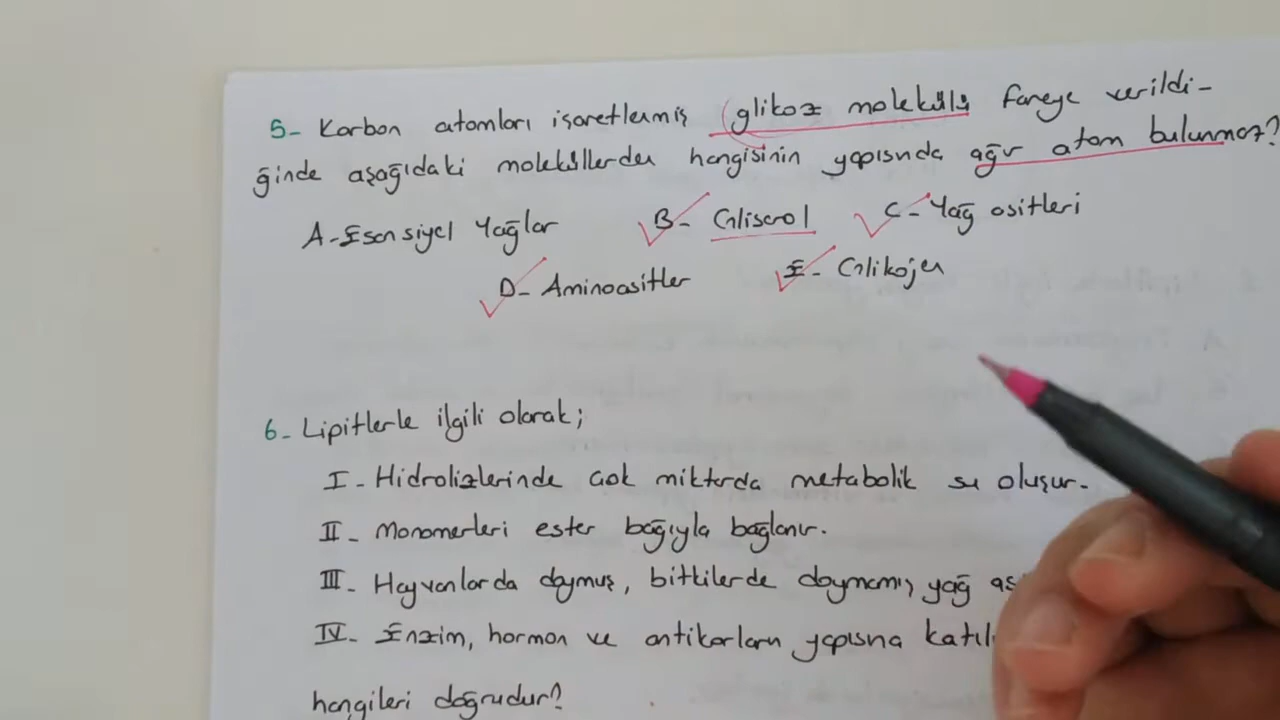 5- Karbon atomları işaretlenmiş glikoz molekülü fareye verildi-
ğinde aşağıdaki moleküllerden hangisinin yapısında ağır atom bulunmaz?
A- Esansiyel Yağlar B- Gliserol C- Yağ asitleri
D- Aminoasitler E- Glikojen
6- Lipitlerle ilgili olarak;
I- Hidrolizlerinde çok miktarda metabolik su oluşur.
II- Monomerleri ester bağıyla bağlanır.
III- Hayvanlarda doymuş, bitkilerde doymamış yağ
IV- Enzim, hormon ve antikorların yapısına
hangileri doğrudur?